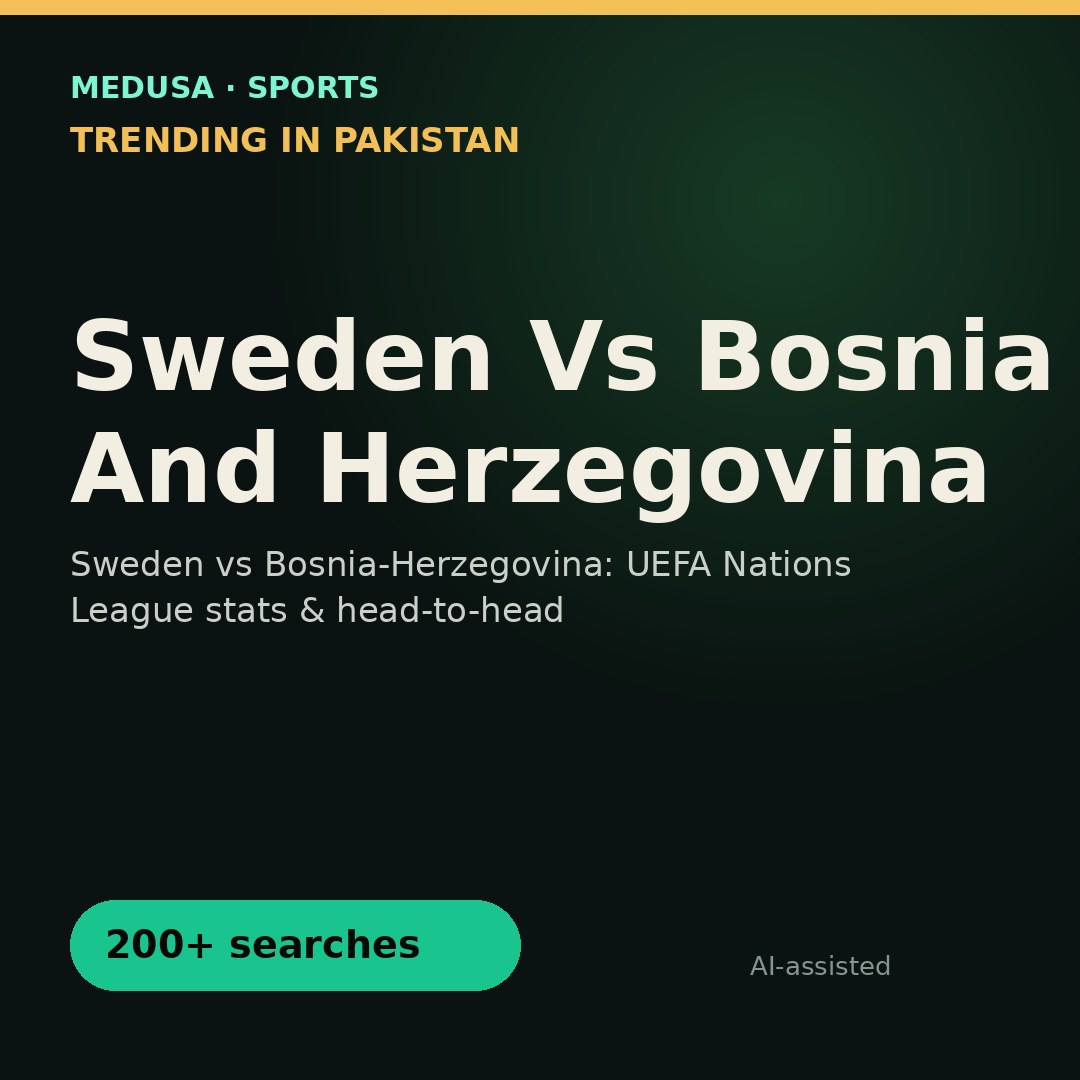 MEDUSA · SPORTS
TRENDING IN PAKISTAN
Sweden Vs Bosnia
And Herzegovina
Sweden vs Bosnia-Herzegovina: UEFA Nations
League stats & head-to-head
200+ searches
AI-assisted